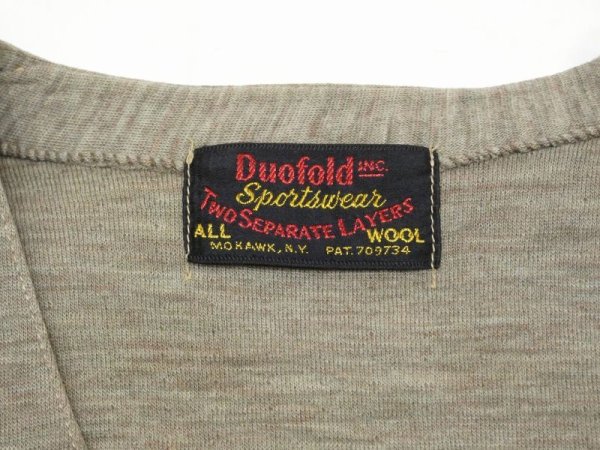 Duofold INC.
Sportswear
TWO SEPARATE LAYERS
ALL WOOL
MOHAWK, N.Y. PAT. 709734